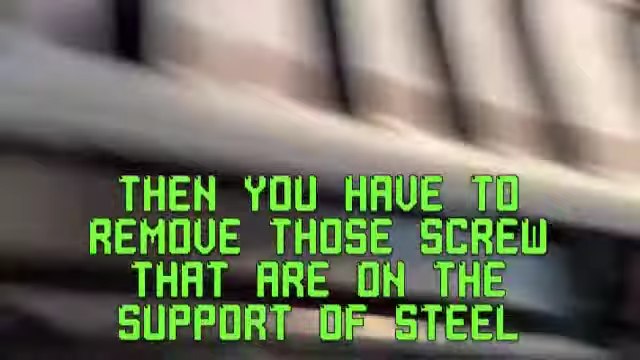 THEN YOU HAVE TO
REMOVE THOSE SCREW
THAT ARE ON THE
SUPPORT OF STEEL